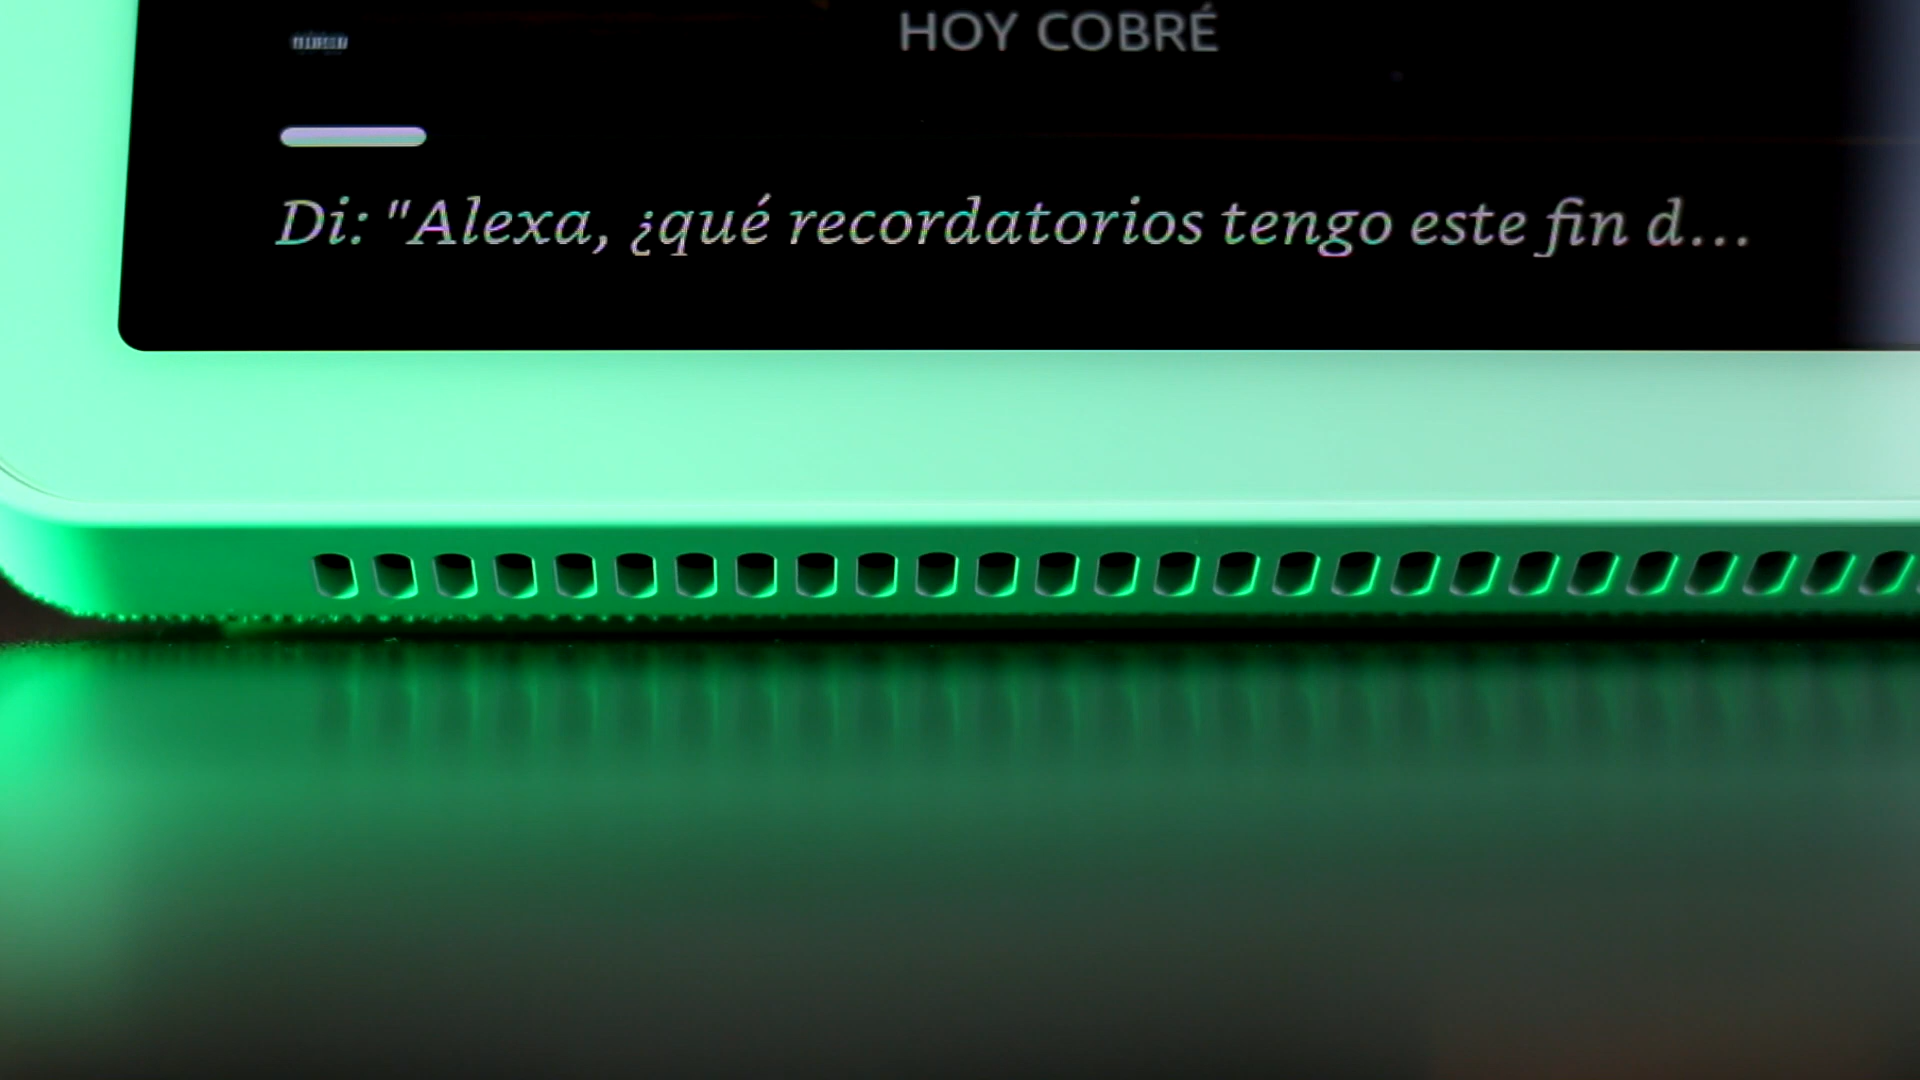 HOY COBRÉ
Di: "Alexa, ¿qué recordatorios tengo este fin d...